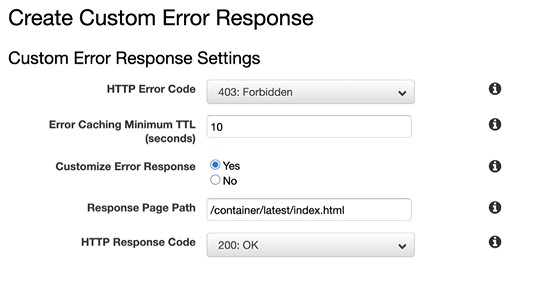 Create Custom Error Response
Custom Error Response Settings
HTTP Error Code 403: Forbidden
Error Caching Minimum TTL
(seconds) 10
Customize Error Response Yes
No
Response Page Path /container/latest/index.html
HTTP Response Code 200: OK